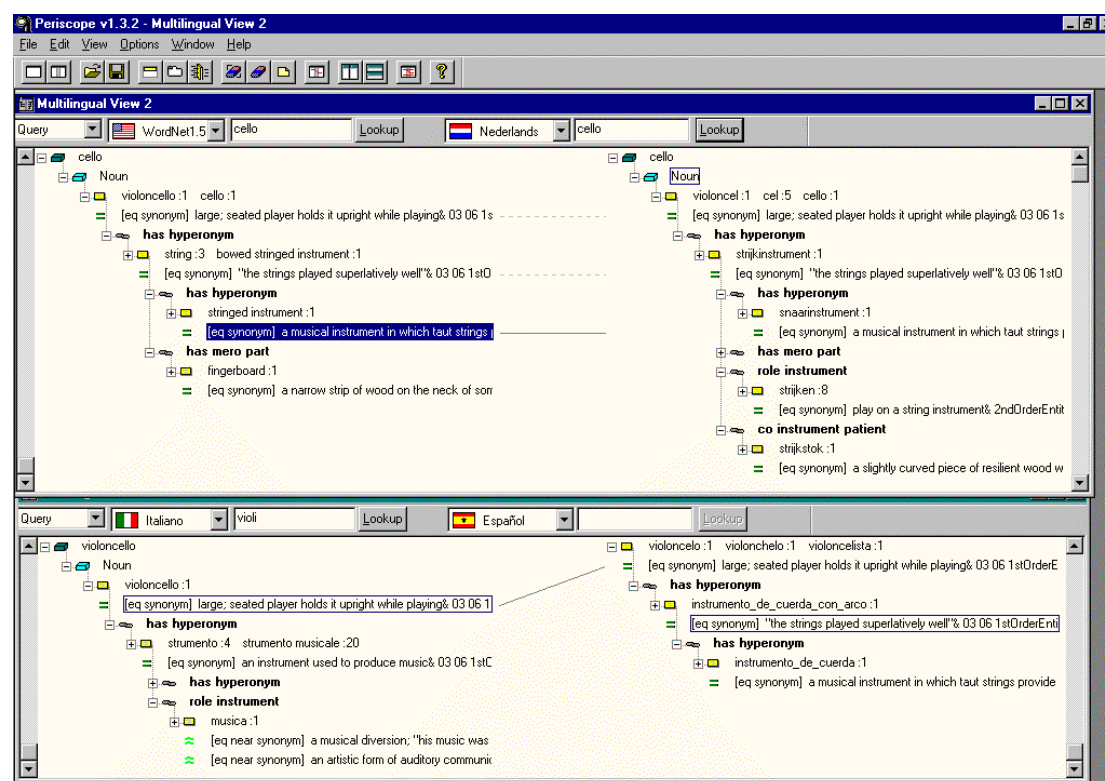 Periscope v1.3.2 - Multilingual View 2
File Edit View Options Window Help
Multilingual View 2
Query WordNet1.5 cello Lookup Nederlands cello Lookup
cello
Noun
violoncello :1 cello :1
[eq synonym] large; seated player holds it upright while playing& 03 06 1s
has hyperonym
string :3 bowed stringed instrument :1
[eq synonym] "the strings played superlatively well"& 03 06 1stO
has hyperonym
stringed instrument :1
[eq synonym] a musical instrument in which taut strings
has mero part
fingerboard :1
[eq synonym] a narrow strip of wood on the neck of
cello
Noun
violoncel :1 cel :5 cello :1
[eq synonym] large; seated player holds it upright while playing& 03 06 1s
has hyperonym
strijkinstrument :1
[eq synonym] "the strings played superlatively well"& 03 06 1stO
has hyperonym
snaarinstrument :1
[eq synonym] a musical instrument in which taut strings
has mero part
role instrument
strijken :8
[eq synonym] play on a string instrument& 2ndOrderEntit
co instrument patient
strijkstok :1
[eq synonym] a slightly curved piece of resilient wood w
Query Italiano violi Lookup Español Lookup
violoncello
Noun
violoncello :1
[eq synonym] large; seated player holds it upright while playing& 03 06 1
has hyperonym
strumento :4 strumento musicale :20
[eq synonym] an instrument used to produce music& 03 06 1st
has hyperonym
role instrument
musica :1
[eq near synonym] a musical diversion; "his music was
[eq near synonym] an artistic form of auditory communic
violoncelo :1 violonchelo :1 violoncelista :1
[eq synonym] large; seated player holds it upright while playing& 03 06 1stOrderE
has hyperonym
instrumento_de_cuerda_con_arco :1
[eq synonym] "the strings played superlatively well"& 03 06 1stOrderEnti
has hyperonym
instrumento_de_cuerda :1
[eq synonym] a musical instrument in which taut strings provide